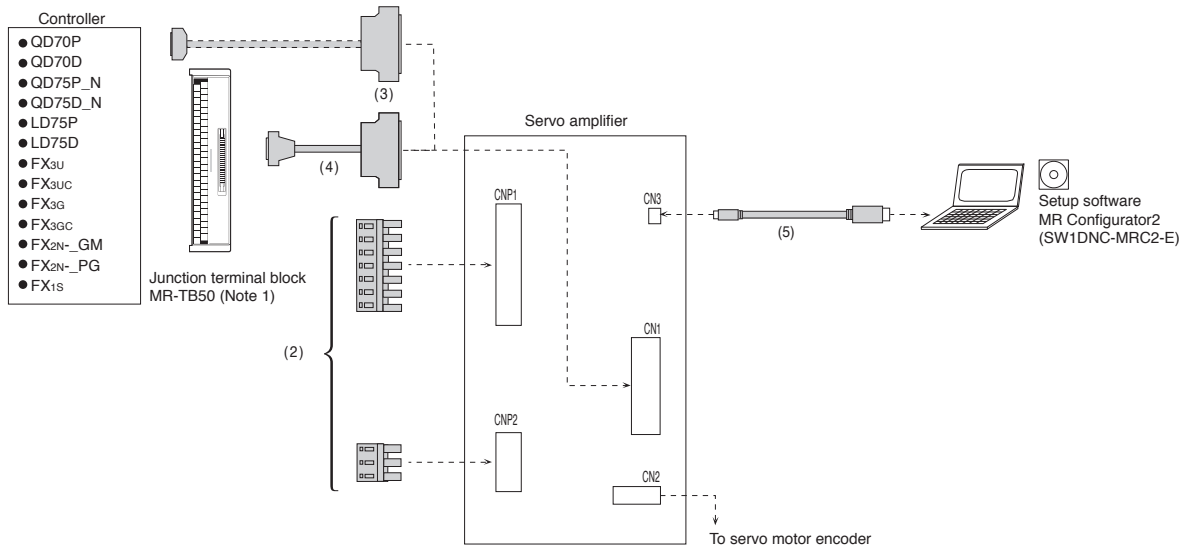 Controller
● QD70P
● QD70D
● QD75P_N
● QD75D_N
● LD75P
● LD75D
● FX3U
● FX3UC
● FX3G
● FX3GC
● FX2N-_GM
● FX2N-_PG
● FX1S
Junction terminal block
MR-TB50 (Note 1)
(3)
(4)
(2)
Servo amplifier
CNP1
CNP2
CN3
CN1
CN2
To servo motor encoder
(5)
Setup software
MR Configurator2
(SW1DNC-MRC2-E)